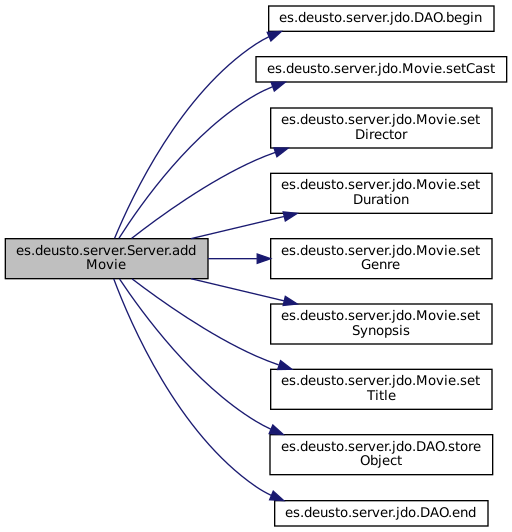 es.deusto.server.jdo.DAO.begin
es.deusto.server.jdo.Movie.setCast
es.deusto.server.jdo.Movie.set
Director
es.deusto.server.jdo.Movie.set
Duration
es.deusto.server.Server.add
Movie
es.deusto.server.jdo.Movie.set
Genre
es.deusto.server.jdo.Movie.set
Synopsis
es.deusto.server.jdo.Movie.set
Title
es.deusto.server.jdo.DAO.store
Object
es.deusto.server.jdo.DAO.end